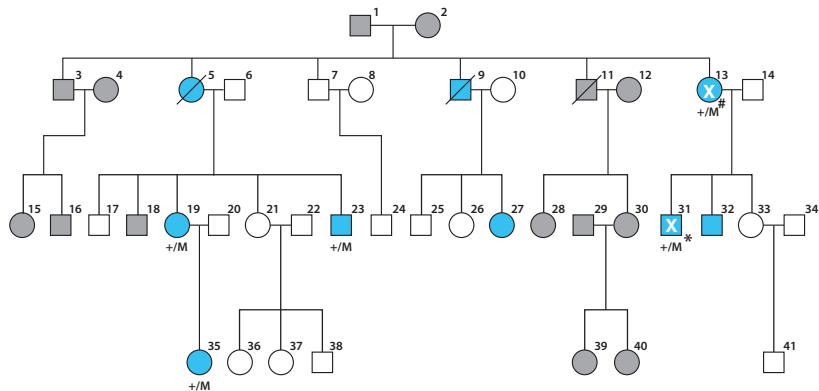 1 2
3 4 5 6 7 8 9 10 11 12 13 14
X
+/M #
15 16 17 18 19 20 21 22 23 24 25 26 27 28 29 30 31 32 33 34
X
+/M +/M +/M *
35 36 37 38 39 40 41
+/M